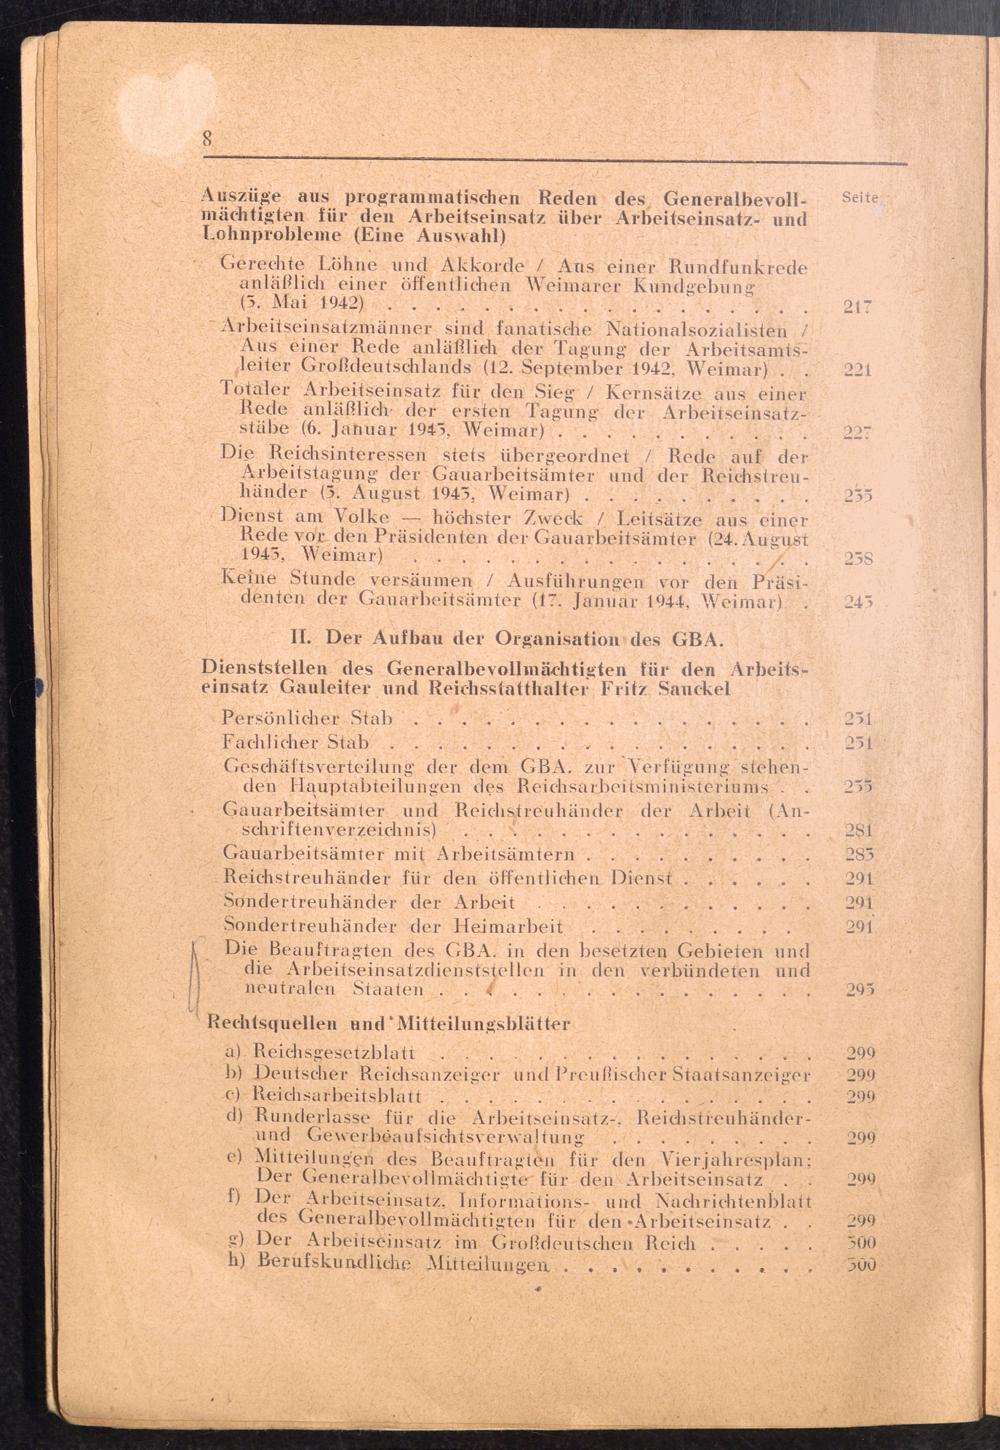 8
Auszüge aus programmatischen Reden des Generalbevoll- Seite
mächtigten für den Arbeitseinsatz über Arbeitseinsatz- und
Lohnprobleme (Eine Auswahl)
Gerechte Löhne und Akkorde / Aus einer Rundfunkrede
anläßlich einer öffentlichen Weimarer Kundgebung
(3. Mai 1942) . . . . . . . . . . . . . . . . . . 217
Arbeitseinsatzmänner sind fanatische Nationalsozialisten /
Aus einer Rede anläßlich der Tagung der Arbeitsamts-
leiter Großdeutschlands (12. September 1942, Weimar) . . 221
Totaler Arbeitseinsatz für den Sieg / Kernsätze aus einer
Rede anläßlich der ersten Tagung der Arbeitseinsatz-
stäbe (6. Januar 1943, Weimar) . . . . . . . . . . . 227
Die Reichsinteressen stets übergeordnet / Rede auf der
Arbeitstagung der Gauarbeitsämter und der Reichstreu-
händer (3. August 1943, Weimar) . . . . . . . . . . 233
Dienst am Volke — höchster Zweck / Leitsätze aus einer
Rede vor den Präsidenten der Gauarbeitsämter (24. August
1943, Weimar) . . . . . . . . . . . . . . . . . 238
Keine Stunde versäumen / Ausführungen vor den Präsi-
denten der Gauarbeitsämter (17. Januar 1944, Weimar) . 243
II. Der Aufbau der Organisation des GBA.
Dienststellen des Generalbevollmächtigten für den Arbeits-
einsatz Gauleiter und Reichsstatthalter Fritz Sauckel
Persönlicher Stab . . . . . . . . . . . . . . . . . 251
Fachlicher Stab . . . . . . . . . . . . . . . . . . 251
Geschäftsverteilung der dem GBA. zur Verfügung stehen-
den Hauptabteilungen des Reichsarbeitsministeriums . . 255
Gauarbeitsämter und Reichstreuhänder der Arbeit (An-
schriftenverzeichnis) . . . . . . . . . . . . . . . 281
Gauarbeitsämter mit Arbeitsämtern . . . . . . . . . . 283
Reichstreuhänder für den öffentlichen Dienst . . . . . . 291
Sondertreuhänder der Arbeit . . . . . . . . . . . . 291
Sondertreuhänder der Heimarbeit . . . . . . . . . 291
Die Beauftragten des GBA. in den besetzten Gebieten und
die Arbeitseinsatzdienststellen in den verbündeten und
neutralen Staaten . . . . . . . . . . . . . . . . 293
Rechtsquellen und Mitteilungsblätter
a) Reichsgesetzblatt . . . . . . . . . . . . . . . . 299
b) Deutscher Reichsanzeiger und Preußischer Staatsanzeiger 299
c) Reichsarbeitsblatt . . . . . . . . . . . . . . . . 299
d) Runderlasse für die Arbeitseinsatz-, Reichstreuhänder-
und Gewerbeaufsichtsverwaltung . . . . . . . . . 299
e) Mitteilungen des Beauftragten für den Vierjahresplan;
Der Generalbevollmächtigte für den Arbeitseinsatz . . 299
f) Der Arbeitseinsatz, Informations- und Nachrichtenblatt
des Generalbevollmächtigten für den Arbeitseinsatz . . 299
g) Der Arbeitseinsatz im Großdeutschen Reich . . . . . 300
h) Berufskundliche Mitteilungen . . . . . . . . . . . 300